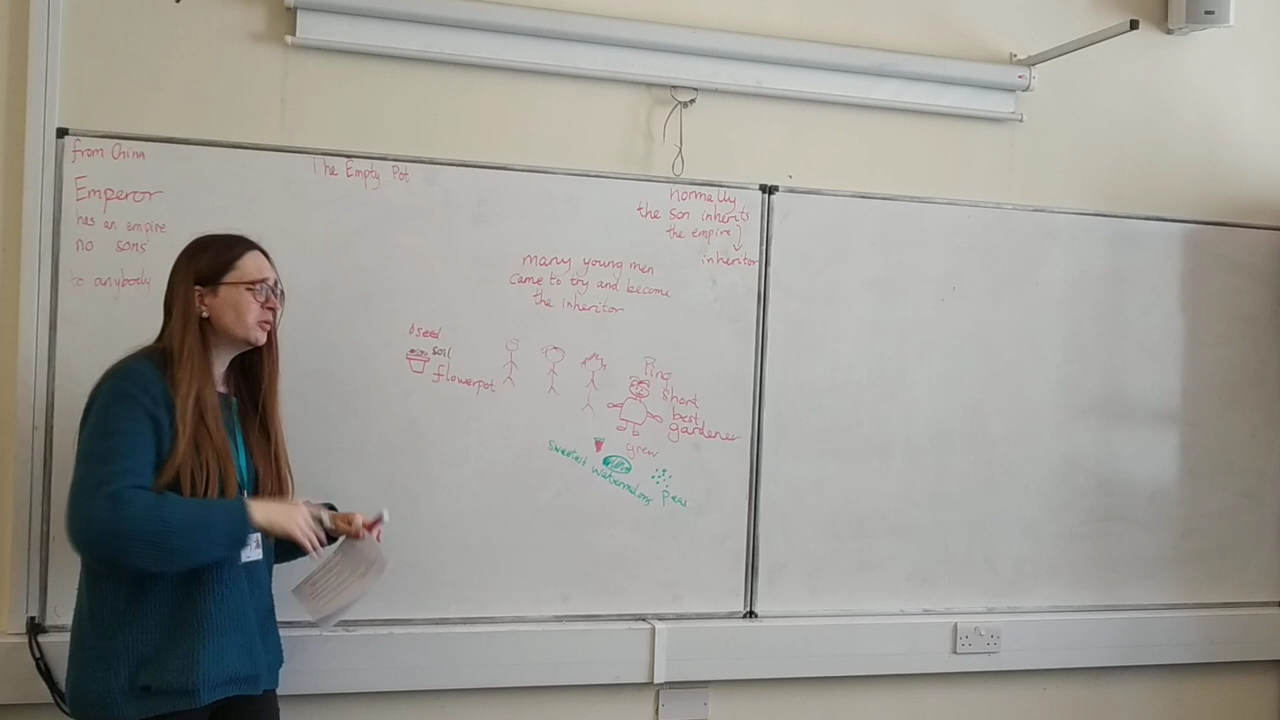 from China
The Empty Pot
Emperor
has an empire
no sons
to anybody
normally
the son inherits
the empire
inheritor
many young men
came to try and become
the inheritor
seed
soil
flowerpot
Ping
short
best
gardener
grew
sweetest watermelons
Peas